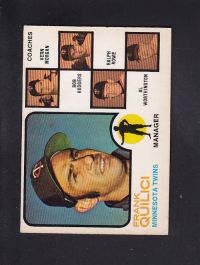 COACHES
VERN
MORGAN
BOB
RODGERS
RALPH
ROWE
AL
WORTHINGTON
MANAGER
FRANK
QUILICI
MINNESOTA TWINS